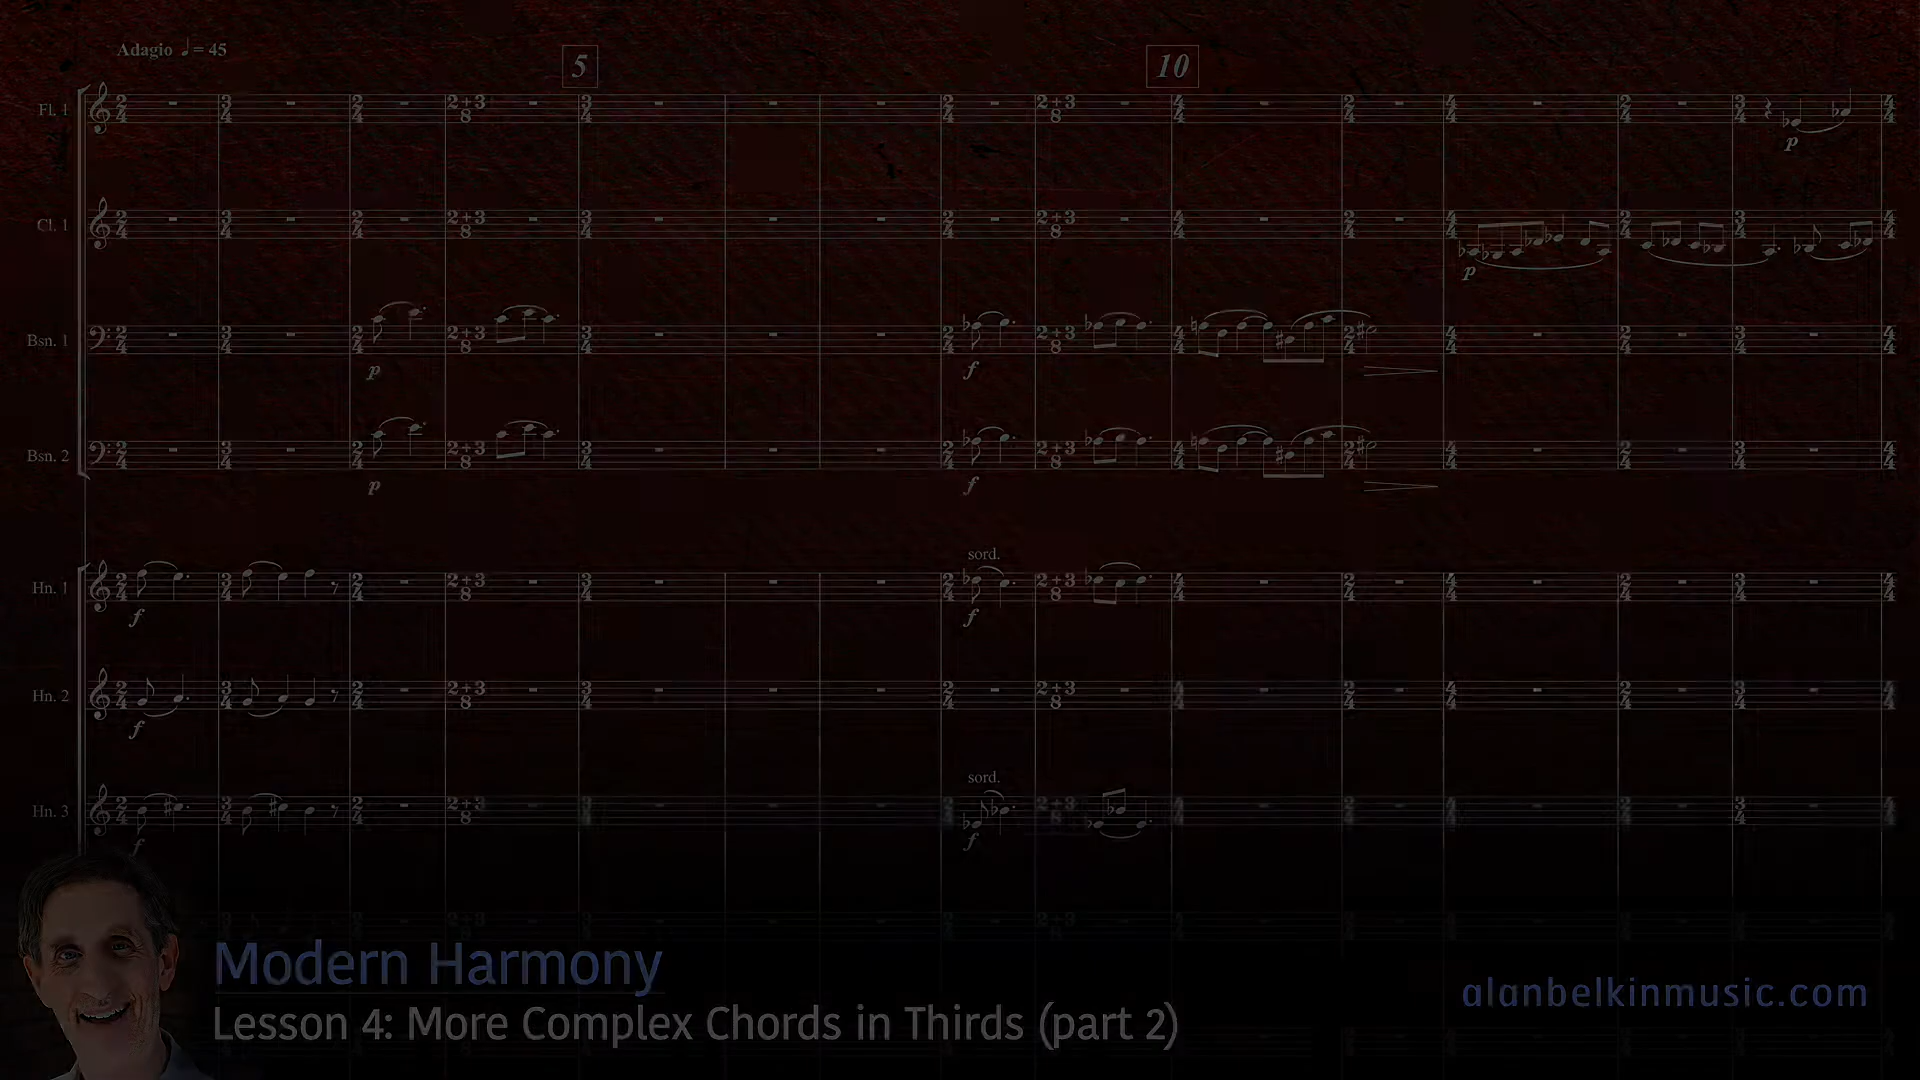 Adagio ♩= 45
5
10
Fl. 1
p
Cl. 1
p
Bsn. 1
p
f
Bsn. 2
p
f
sord.
Hn. 1
f
f
Hn. 2
f
sord.
Hn. 3
f
f
Modern Harmony
alanbelkinmusic.com
Lesson 4: More Complex Chords in Thirds (part 2)